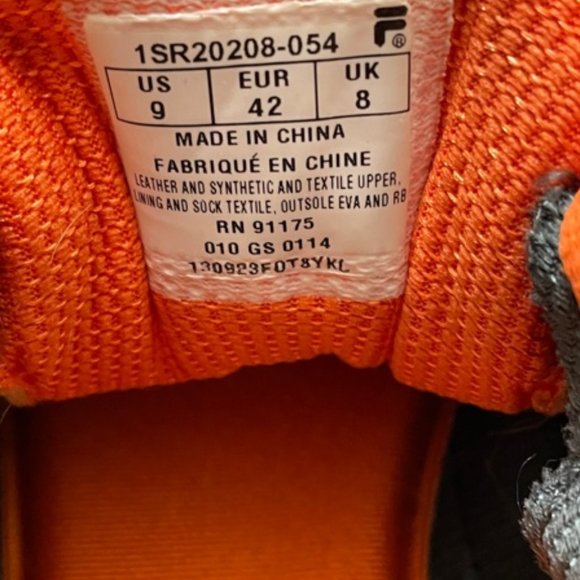 1SR20208-054 F®
US EUR UK
9 42 8
MADE IN CHINA
FABRIQUÉ EN CHINE
LEATHER AND SYNTHETIC AND TEXTILE UPPER,
LINING AND SOCK TEXTILE, OUTSOLE EVA AND RB
RN 91175
010 GS 0114
130923F0T8YKL